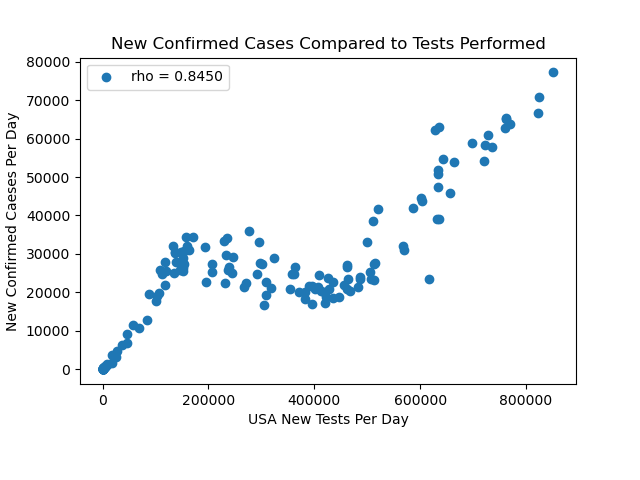 New Confirmed Cases Compared to Tests Performed
rho = 0.8450
80000
70000
60000
50000
40000
30000
20000
10000
0
New Confirmed Caeses Per Day
0 200000 400000 600000 800000
USA New Tests Per Day